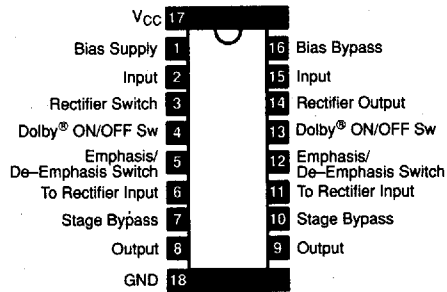 VCC 17
Bias Supply 1 16 Bias Bypass
Input 2 15 Input
Rectifier Switch 3 14 Rectifier Output
Dolby® ON/OFF Sw 4 13 Dolby® ON/OFF Sw
Emphasis/ Emphasis/
De–Emphasis Switch 5 12 De–Emphasis Switch
To Rectifier Input 6 11 To Rectifier Input
Stage Bypass 7 10 Stage Bypass
Output 8 9 Output
GND 18